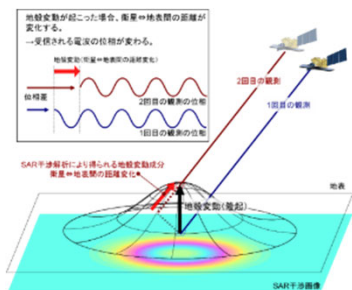 地殻変動が起こった場合、衛星⇔地表間の距離が
変化する。
→受信される電波の位相が変わる。
地殻変動(衛星⇔地表間の距離変化)
位相差
2回目の観測の位相
1回目の観測の位相
2回目の観測
1回目の観測
SAR干渉解析により得られる地殻変動成分
衛星⇔地表間の距離変化
地殻変動(隆起)
地表
SAR干渉画像